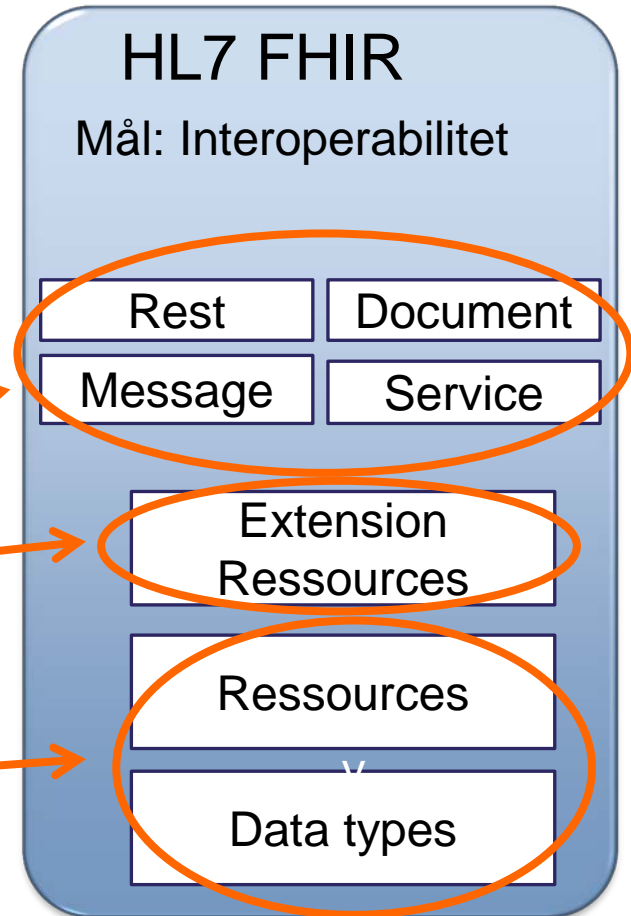 HL7 FHIR
Mål: Interoperabilitet
Rest
Document
Message
Service
Extension
Ressources
Ressources
v
Data types